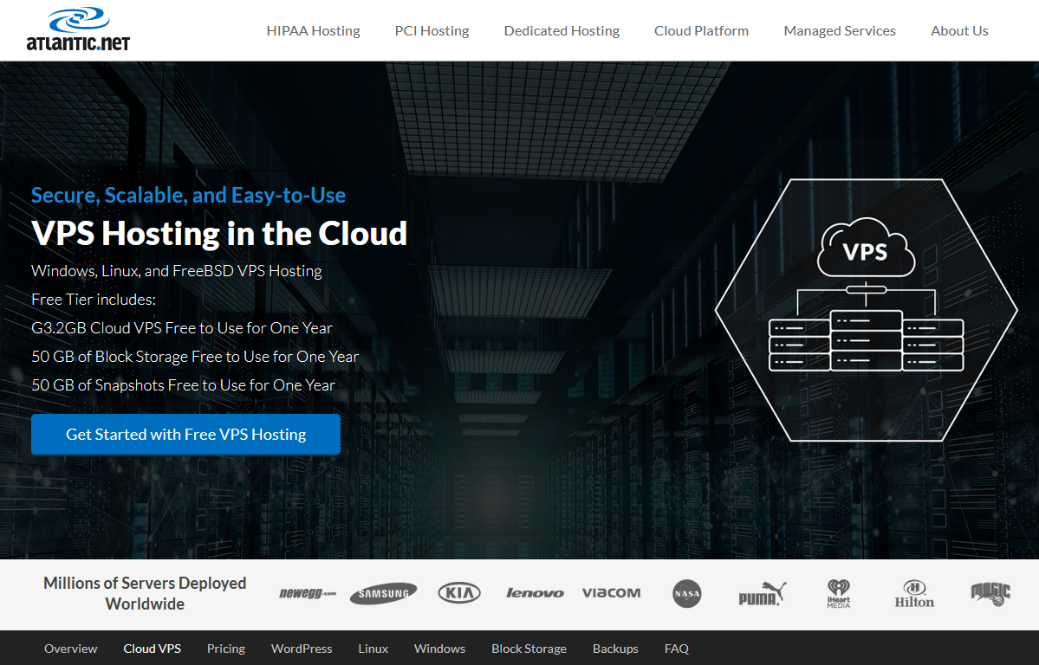 ATLANTIC.NET
HIPAA Hosting PCI Hosting Dedicated Hosting Cloud Platform Managed Services About Us
Secure, Scalable, and Easy-to-Use
VPS Hosting in the Cloud
Windows, Linux, and FreeBSD VPS Hosting
Free Tier includes:
G3.2GB Cloud VPS Free to Use for One Year
50 GB of Block Storage Free to Use for One Year
50 GB of Snapshots Free to Use for One Year
Get Started with Free VPS Hosting
VPS
Millions of Servers Deployed
Worldwide
newegg.com SAMSUNG KIA lenovo VIACOM NASA PUMA iHeart MEDIA Hilton MAGIC
Overview Cloud VPS Pricing WordPress Linux Windows Block Storage Backups FAQ